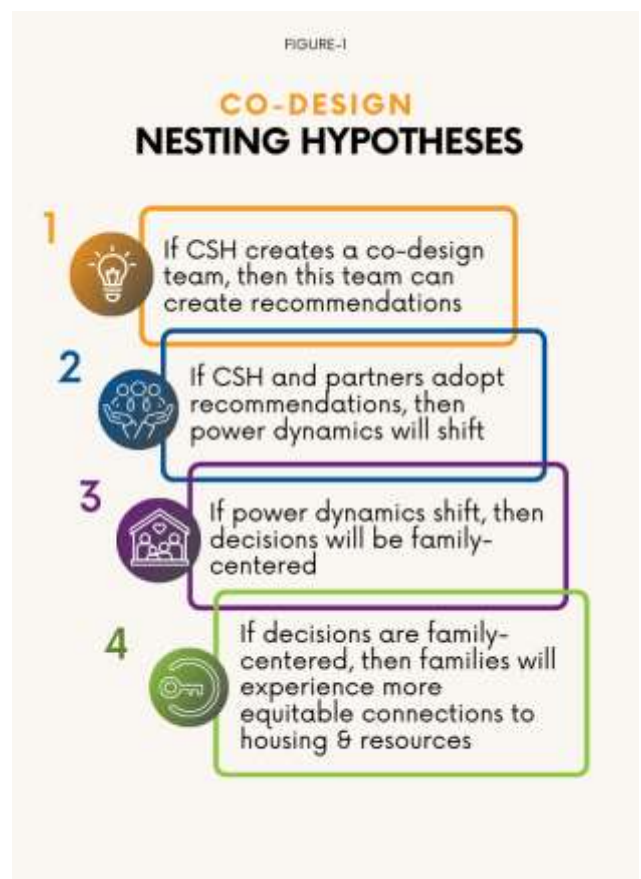 FIGURE-1
CO-DESIGN
NESTING HYPOTHESES
1
If CSH creates a co-design
team, then this team can
create recommendations
2
If CSH and partners adopt
recommendations, then
power dynamics will shift
3
If power dynamics shift, then
decisions will be family-
centered
4
If decisions are family-
centered, then families will
experience more
equitable connections to
housing & resources